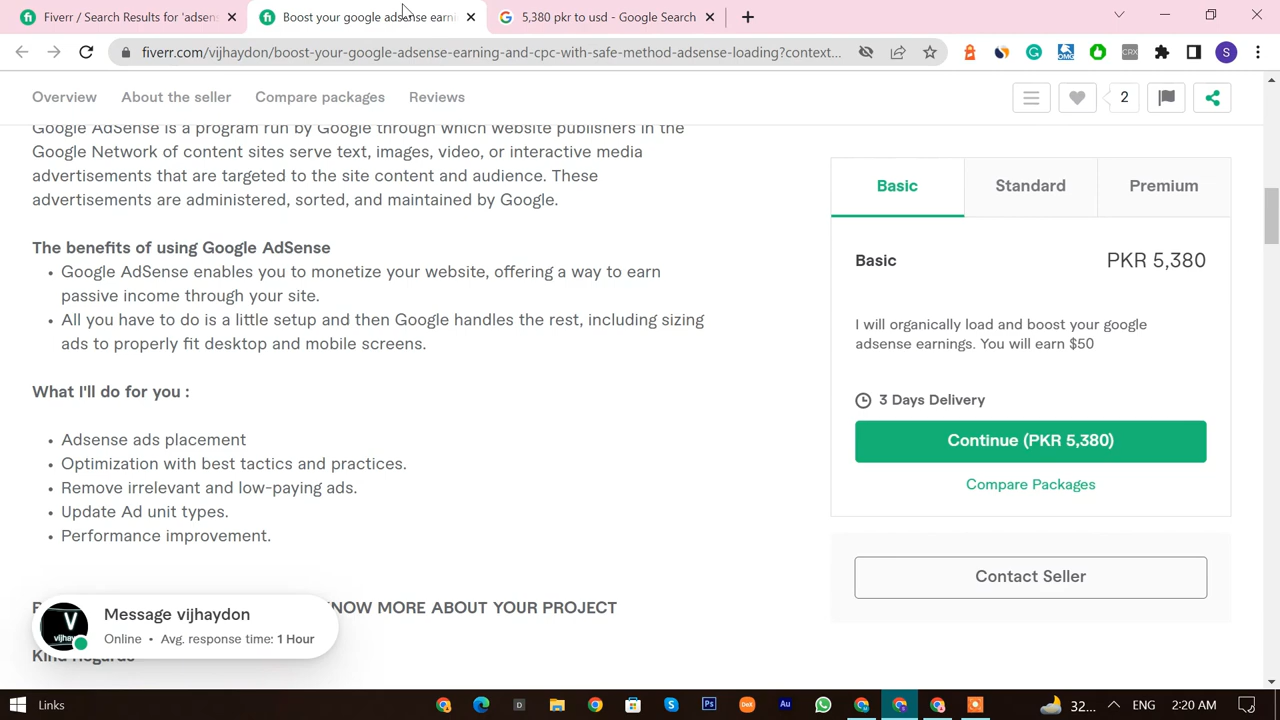 Fiverr / Search Results for 'adsen
Boost your google adsense earni
5,380 pkr to usd - Google Search
fiverr.com/vijhaydon/boost-your-google-adsense-earning-and-cpc-with-safe-method-adsense-loading?context...
CRX
S
Overview
About the seller
Compare packages
Reviews
2
Google AdSense is a program run by Google through which website publishers in the
Google Network of content sites serve text, images, video, or interactive media
advertisements that are targeted to the site content and audience. These
advertisements are administered, sorted, and maintained by Google.
The benefits of using Google AdSense
• Google AdSense enables you to monetize your website, offering a way to earn
passive income through your site.
• All you have to do is a little setup and then Google handles the rest, including sizing
ads to properly fit desktop and mobile screens.
What I'll do for you :
• Adsense ads placement
• Optimization with best tactics and practices.
• Remove irrelevant and low-paying ads.
• Update Ad unit types.
• Performance improvement.
NOW MORE ABOUT YOUR PROJECT
Kind Regards
Basic
Standard
Premium
Basic
PKR 5,380
I will organically load and boost your google
adsense earnings. You will earn $50
3 Days Delivery
Continue (PKR 5,380)
Compare Packages
Contact Seller
V
Message vijhaydon
Online • Avg. response time: 1 Hour
Links
32...
ENG
2:20 AM